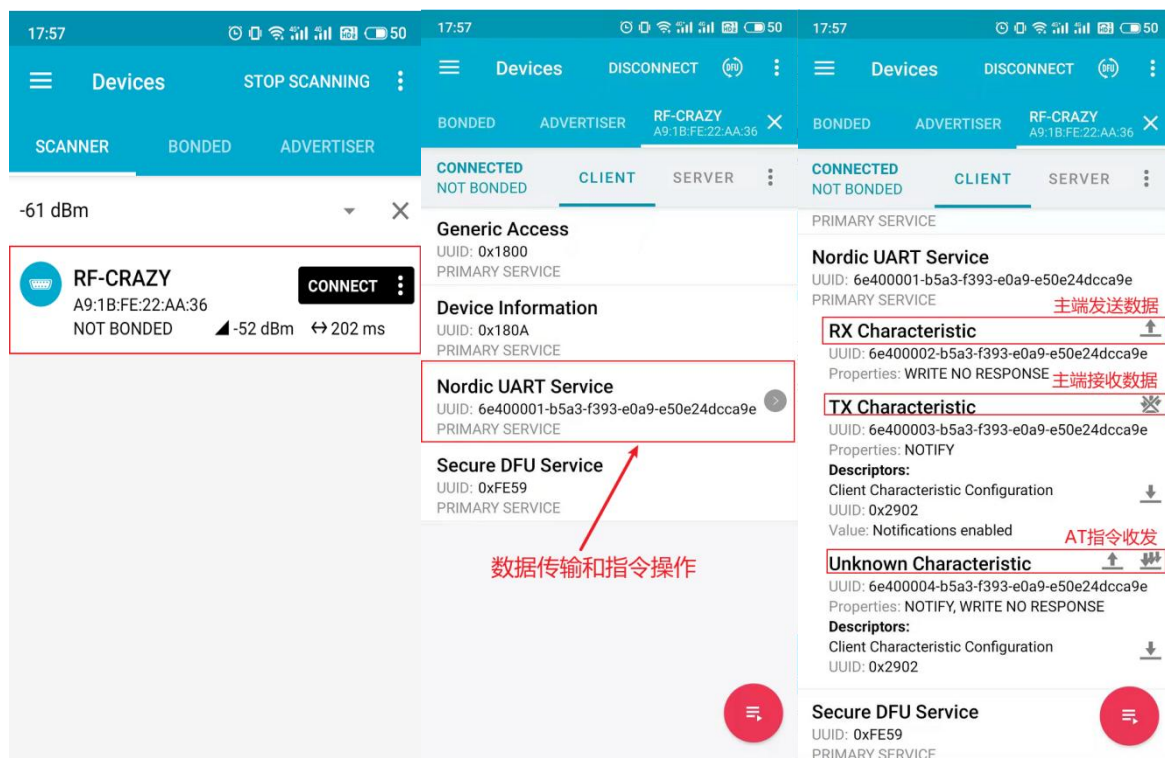 17:57
50
Devices
STOP SCANNING
SCANNER
BONDED
ADVERTISER
-61 dBm
RF-CRAZY
CONNECT
A9:1B:FE:22:AA:36
NOT BONDED
-52 dBm
202 ms
17:57
50
Devices
DISCONNECT
DFU
BONDED
ADVERTISER
RF-CRAZY
A9:1B:FE:22:AA:36
CONNECTED
NOT BONDED
CLIENT
SERVER
Generic Access
UUID: 0x1800
PRIMARY SERVICE
Device Information
UUID: 0x180A
PRIMARY SERVICE
Nordic UART Service
UUID: 6e400001-b5a3-f393-e0a9-e50e24dcca9e
PRIMARY SERVICE
Secure DFU Service
UUID: 0xFE59
PRIMARY SERVICE
数据传输和指令操作
17:57
50
Devices
DISCONNECT
DFU
BONDED
ADVERTISER
RF-CRAZY
A9:1B:FE:22:AA:36
CONNECTED
NOT BONDED
CLIENT
SERVER
PRIMARY SERVICE
Nordic UART Service
UUID: 6e400001-b5a3-f393-e0a9-e50e24dcca9e
PRIMARY SERVICE
主端发送数据
RX Characteristic
UUID: 6e400002-b5a3-f393-e0a9-e50e24dcca9e
Properties: WRITE NO RESPONSE
主端接收数据
TX Characteristic
UUID: 6e400003-b5a3-f393-e0a9-e50e24dcca9e
Properties: NOTIFY
Descriptors:
Client Characteristic Configuration
UUID: 0x2902
Value: Notifications enabled
AT指令收发
Unknown Characteristic
UUID: 6e400004-b5a3-f393-e0a9-e50e24dcca9e
Properties: NOTIFY, WRITE NO RESPONSE
Descriptors:
Client Characteristic Configuration
UUID: 0x2902
Secure DFU Service
UUID: 0xFE59
PRIMARY SERVICE